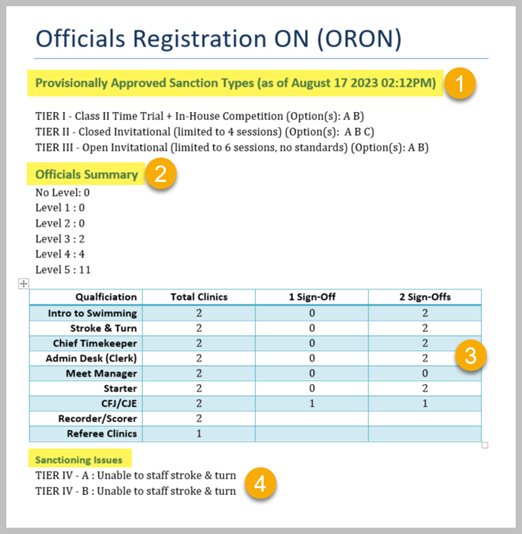 Officials Registration ON (ORON)
Provisionally Approved Sanction Types (as of August 17 2023 02:12PM)
1
TIER I - Class II Time Trial + In-House Competition (Option(s): A B)
TIER II - Closed Invitational (limited to 4 sessions) (Option(s): A B C)
TIER III - Open Invitational (limited to 6 sessions, no standards) (Option(s): A B)
Officials Summary
2
No Level: 0
Level 1 : 0
Level 2 : 0
Level 3 : 2
Level 4 : 4
Level 5 : 11
Qualficiation Total Clinics 1 Sign-Off 2 Sign-Offs
Intro to Swimming 2 0 2
Stroke & Turn 2 0 2
Chief Timekeeper 2 0 2
Admin Desk (Clerk) 2 0 2
3
Meet Manager 2 0 0
Starter 2 0 2
CFJ/CJE 2 1 1
Recorder/Scorer 2
Referee Clinics 1
Sanctioning Issues
TIER IV - A : Unable to staff stroke & turn
TIER IV - B : Unable to staff stroke & turn
4